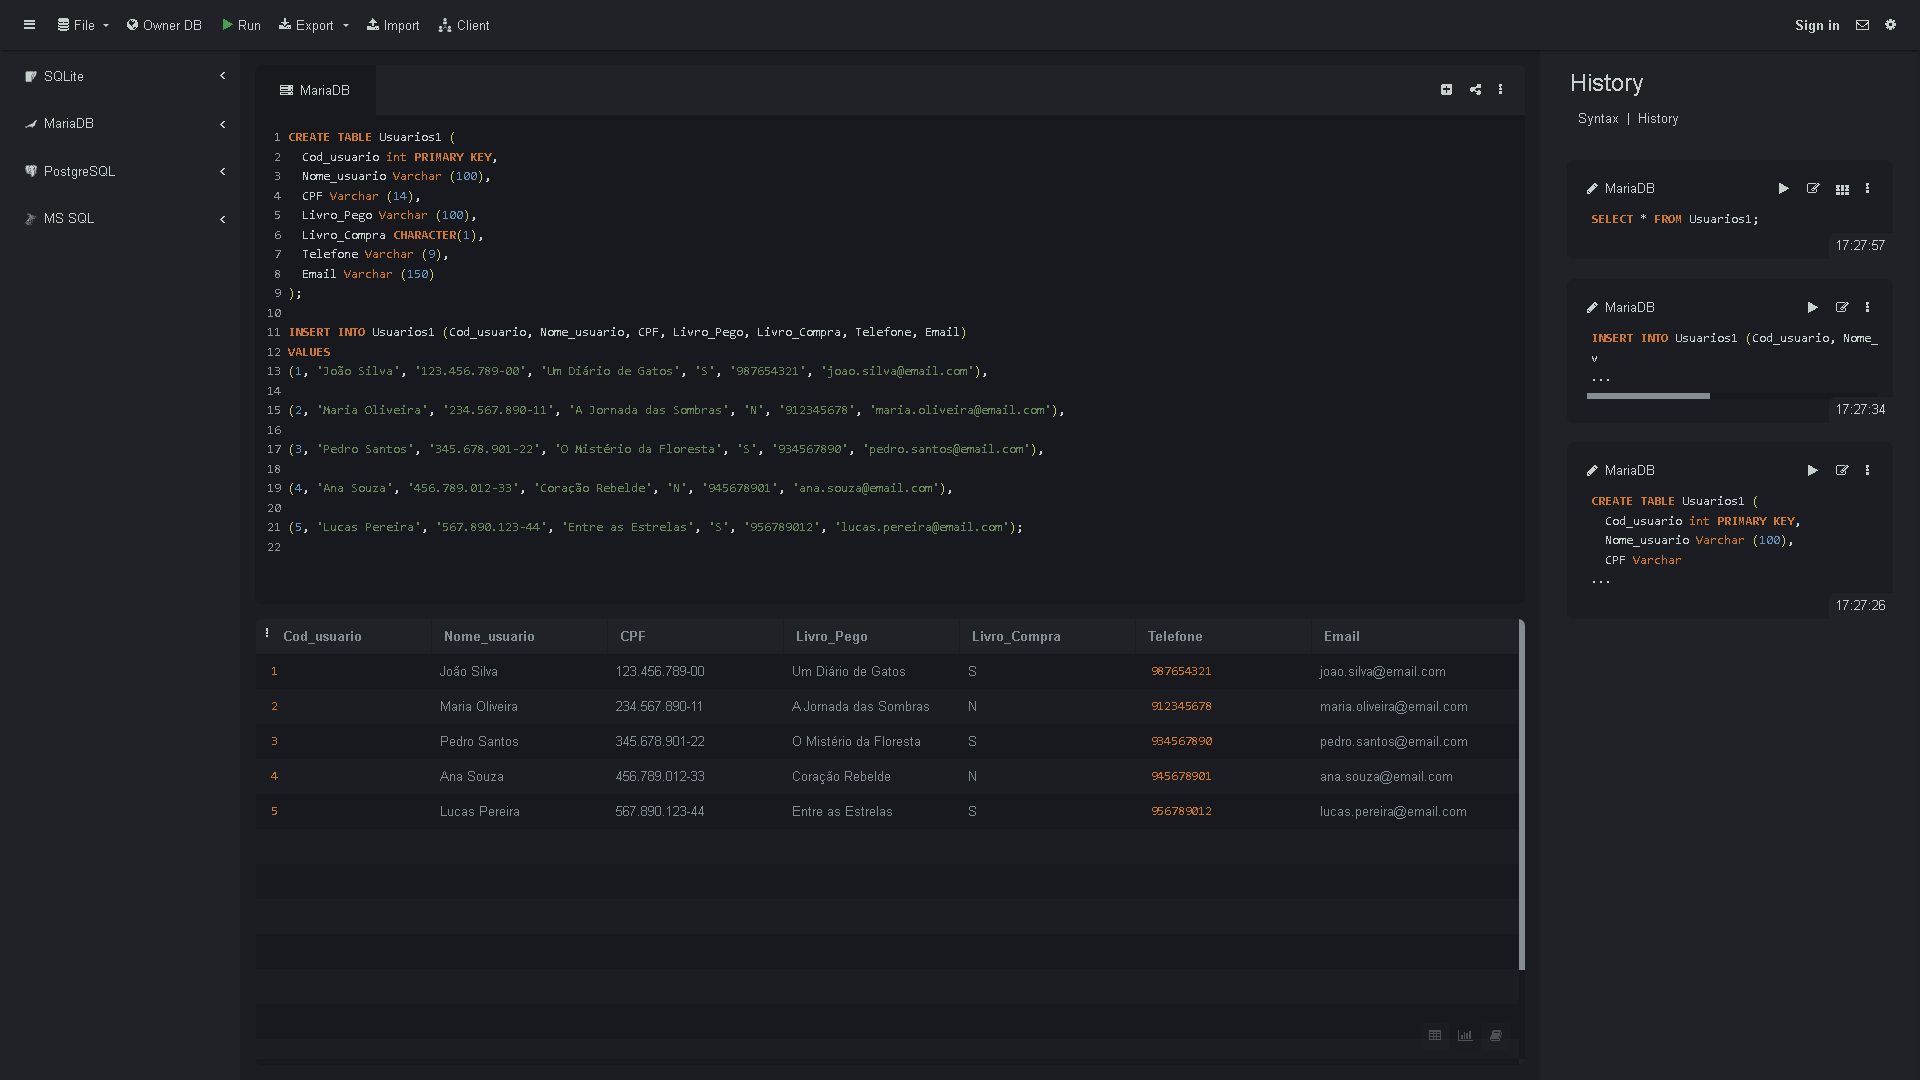 File Owner DB Run Export Import Client Sign in
SQLite
MariaDB
PostgreSQL
MS SQL
MariaDB
1 CREATE TABLE Usuarios1 (
2 Cod_usuario int PRIMARY KEY,
3 Nome_usuario Varchar (100),
4 CPF Varchar (14),
5 Livro_Pego Varchar (100),
6 Livro_Compra CHARACTER(1),
7 Telefone Varchar (9),
8 Email Varchar (150)
9 );
10
11 INSERT INTO Usuarios1 (Cod_usuario, Nome_usuario, CPF, Livro_Pego, Livro_Compra, Telefone, Email)
12 VALUES
13 (1, 'João Silva', '123.456.789-00', 'Um Diário de Gatos', 'S', '987654321', 'joao.silva@email.com'),
14
15 (2, 'Maria Oliveira', '234.567.890-11', 'A Jornada das Sombras', 'N', '912345678', 'maria.oliveira@email.com'),
16
17 (3, 'Pedro Santos', '345.678.901-22', 'O Mistério da Floresta', 'S', '934567890', 'pedro.santos@email.com'),
18
19 (4, 'Ana Souza', '456.789.012-33', 'Coração Rebelde', 'N', '945678901', 'ana.souza@email.com'),
20
21 (5, 'Lucas Pereira', '567.890.123-44', 'Entre as Estrelas', 'S', '956789012', 'lucas.pereira@email.com');
22
Cod_usuario Nome_usuario CPF Livro_Pego Livro_Compra Telefone Email
1 João Silva 123.456.789-00 Um Diário de Gatos S 987654321 joao.silva@email.com
2 Maria Oliveira 234.567.890-11 A Jornada das Sombras N 912345678 maria.oliveira@email.com
3 Pedro Santos 345.678.901-22 O Mistério da Floresta S 934567890 pedro.santos@email.com
4 Ana Souza 456.789.012-33 Coração Rebelde N 945678901 ana.souza@email.com
5 Lucas Pereira 567.890.123-44 Entre as Estrelas S 956789012 lucas.pereira@email.com
History
Syntax | History
MariaDB
SELECT * FROM Usuarios1;
17:27:57
MariaDB
INSERT INTO Usuarios1 (Cod_usuario, Nome_
v
...
17:27:34
MariaDB
CREATE TABLE Usuarios1 (
Cod_usuario int PRIMARY KEY,
Nome_usuario Varchar (100),
CPF Varchar
...
17:27:26